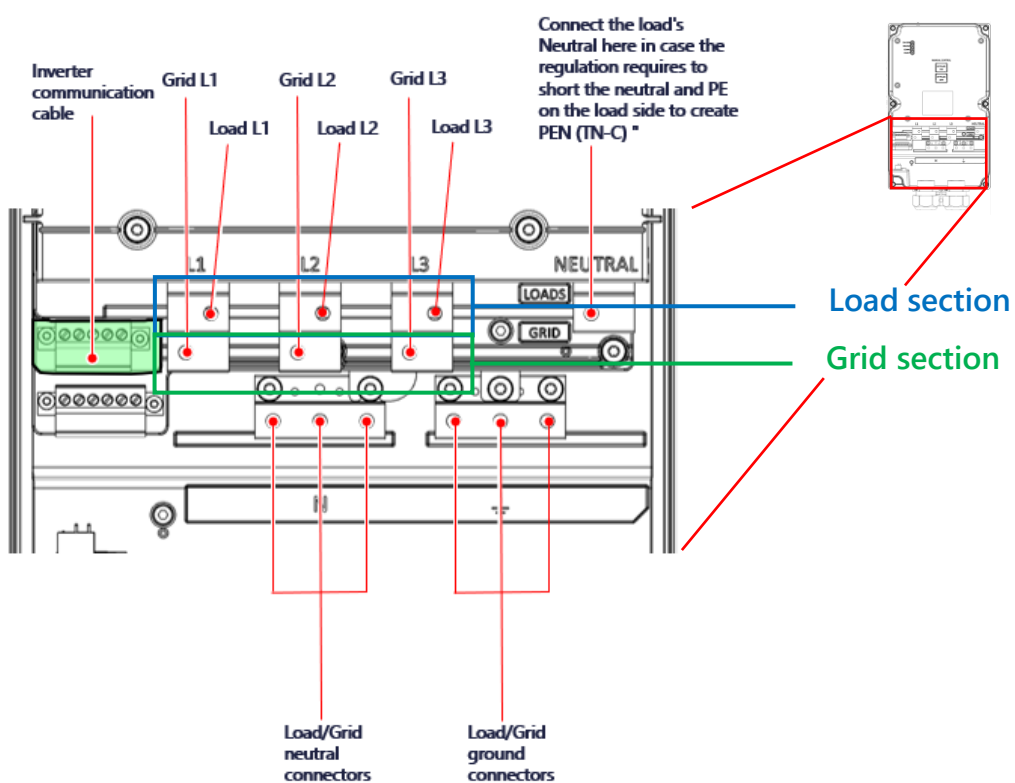 Connect the load's
Neutral here in case the
regulation requires to
short the neutral and PE
on the load side to create
PEN (TN-C) "
Inverter
communication
cable
Grid L1
Grid L2
Grid L3
Load L1
Load L2
Load L3
L1
L2
L3
NEUTRAL
LOADS
GRID
Load section
Grid section
N
Load/Grid
neutral
connectors
Load/Grid
ground
connectors